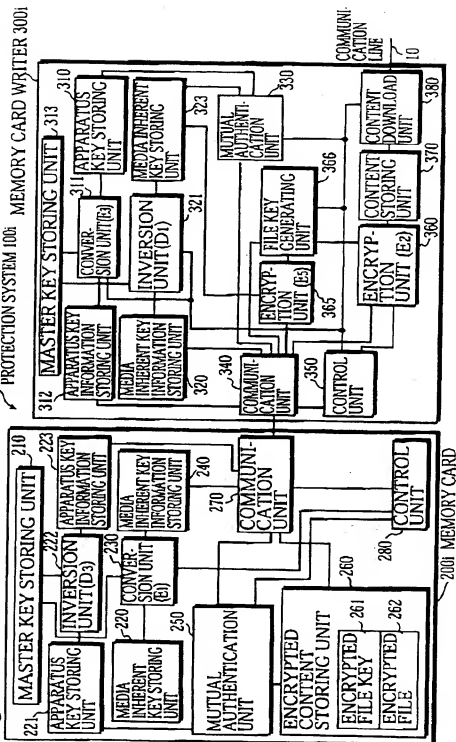 PROTECTION SYSTEM 100i
MEMORY CARD WRITER 300i
210
MASTER KEY STORING UNIT
221
APPARATUS
KEY STORING
UNIT
222
INVERSION
UNIT(D3)
223
APPARATUS KEY
INFORMATION
STORING UNIT
220
MEDIA
INHERENT KEY
STORING UNIT
230
CONVER-
SION UNIT
(E1)
240
MEDIA
INHERENT KEY
INFORMATION
STORING UNIT
250
MUTUAL
AUTHENTICATION
UNIT
270
COMMUNI-
CATION
UNIT
260
ENCRYPTED
CONTENT
STORING UNIT
261
ENCRYPTED
FILE KEY
262
ENCRYPTED
FILE
280
CONTROL
UNIT
200i MEMORY CARD
MASTER KEY STORING UNIT
313
312
APPARATUS KEY
INFORMATION
STORING UNIT
311
CONVER-
SION UNIT(E3)
310
APPARATUS
KEY STORING
UNIT
320
MEDIA
INHERENT KEY
INFORMATION
STORING UNIT
321
INVERSION
UNIT (D1)
323
MEDIA INHERENT
KEY STORING
UNIT
330
MUTUAL
AUTHENTI-
CATION UNIT
340
COMMUNI-
CATION
UNIT
365
ENCRYP-
TION
UNIT (E5)
366
FILE KEY
GENERATING
UNIT
350
CONTROL
UNIT
360
ENCRYP-
TION
UNIT (E2)
370
CONTENT
STORING
UNIT
380
CONTENT
DOWNLOAD
UNIT
COMMUNI-
CATION
LINE
10